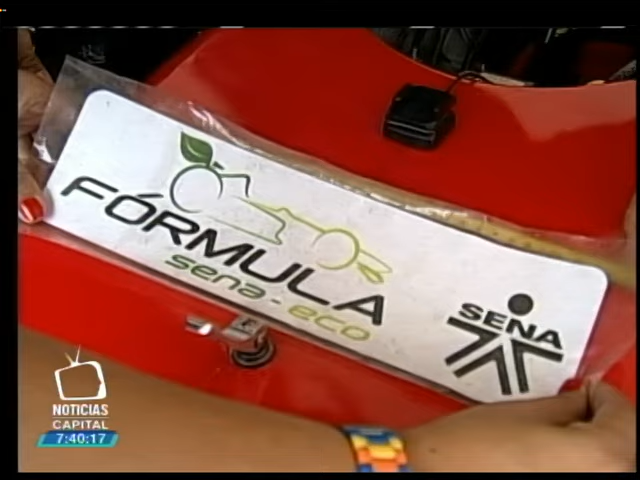 FÓRMULA
sena-eco
SENA
NOTICIAS
CAPITAL
7:40:17